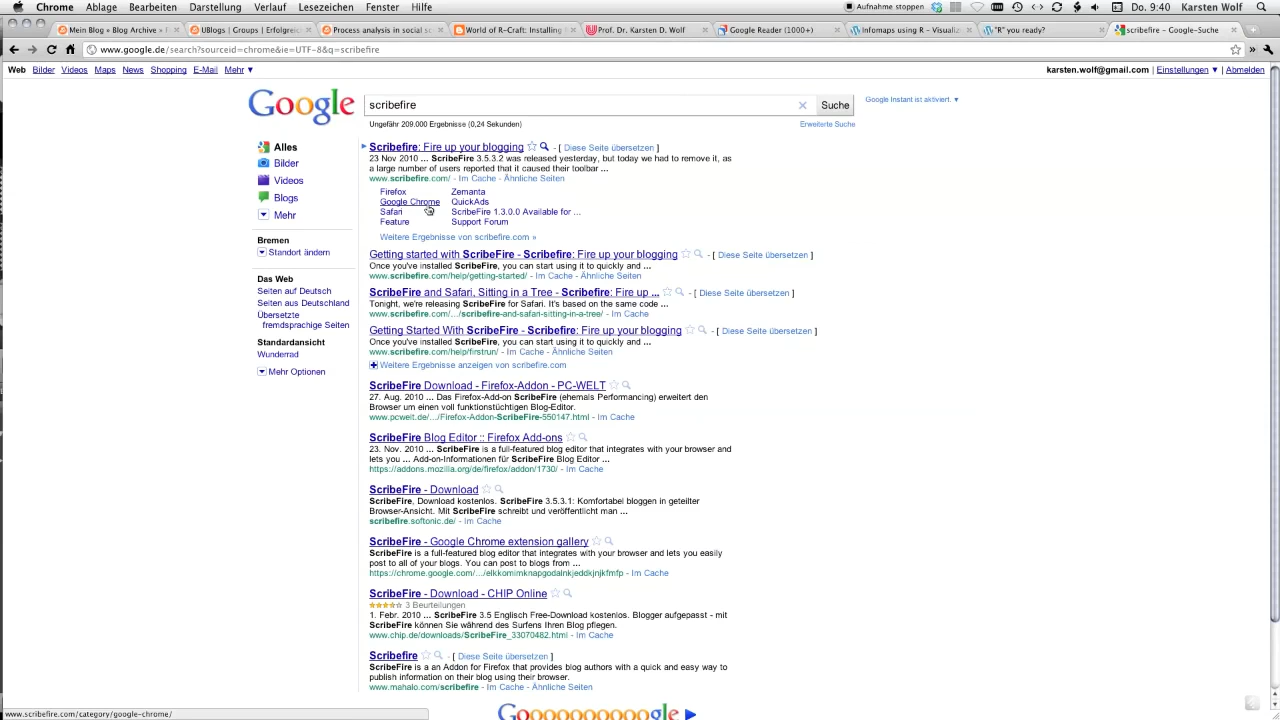 Chrome Ablage Bearbeiten Darstellung Verlauf Lesezeichen Fenster Hilfe Aufnahme stoppen Do. 9:40 Karsten Wolf
Mein Blog » Blog Archive » UBlogs | Groups | Erfolgreic Process analysis in social sc World of R-Craft: Installing Prof. Dr. Karsten D. Wolf Google Reader (1000+) Infomaps using R – Visualiz "R" you ready? scribefire – Google-Suche
www.google.de/search?sourceid=chrome&ie=UTF-8&q=scribefire
Web Bilder Videos Maps News Shopping E-Mail Mehr ▼ karsten.wolf@gmail.com | Einstellungen ▼ | Abmelden
Google scribefire Suche Google Instant ist aktiviert. ▼
Ungefähr 209.000 Ergebnisse (0,24 Sekunden) Erweiterte Suche
Alles
Bilder
Videos
Blogs
Mehr
Bremen
Standort ändern
Das Web
Seiten auf Deutsch
Seiten aus Deutschland
Übersetzte
fremdsprachige Seiten
Standardansicht
Wunderrad
Mehr Optionen
Scribefire: Fire up your blogging - [ Diese Seite übersetzen ]
23 Nov 2010 ... ScribeFire 3.5.3.2 was released yesterday, but today we had to remove it, as
a large number of users reported that it caused their toolbar ...
www.scribefire.com/ - Im Cache - Ähnliche Seiten
Firefox Zemanta
Google Chrome QuickAds
Safari ScribeFire 1.3.0.0 Available for ...
Feature Support Forum
Weitere Ergebnisse von scribefire.com »
Getting started with ScribeFire - Scribefire: Fire up your blogging - [ Diese Seite übersetzen ]
Once you've installed ScribeFire, you can start using it to quickly and ...
www.scribefire.com/help/getting-started/ - Im Cache - Ähnliche Seiten
ScribeFire and Safari, Sitting in a Tree - Scribefire: Fire up ... - [ Diese Seite übersetzen ]
Tonight, we're releasing ScribeFire for Safari. It's based on the same code ...
www.scribefire.com/.../scribefire-and-safari-sitting-in-a-tree/ - Im Cache
Getting Started With ScribeFire - Scribefire: Fire up your blogging - [ Diese Seite übersetzen ]
Once you've installed ScribeFire, you can start using it to quickly and ...
www.scribefire.com/help/firstrun/ - Im Cache - Ähnliche Seiten
Weitere Ergebnisse anzeigen von scribefire.com
ScribeFire Download - Firefox-Addon - PC-WELT
27. Aug. 2010 ... Das Firefox-Add-on ScribeFire (ehemals Performancing) erweitert den
Browser um einen voll funktionstüchtigen Blog-Editor.
www.pcwelt.de/.../Firefox-Addon-ScribeFire-550147.html - Im Cache
ScribeFire Blog Editor :: Firefox Add-ons
23. Nov. 2010 ... ScribeFire is a full-featured blog editor that integrates with your browser and
lets you ... Add-on-Informationen für ScribeFire Blog Editor ...
https://addons.mozilla.org/de/firefox/addon/1730/ - Im Cache
ScribeFire - Download
ScribeFire, Download kostenlos. ScribeFire 3.5.3.1: Komfortabel bloggen in geteilter
Browser-Ansicht. Mit ScribeFire schreibt und veröffentlicht man ...
scribefire.softonic.de/ - Im Cache
ScribeFire - Google Chrome extension gallery
ScribeFire is a full-featured blog editor that integrates with your browser and lets you easily
post to all of your blogs. You can post to blogs from ...
https://chrome.google.com/.../elkkomimknapgodalnkjeddkjnjkfmfp - Im Cache
ScribeFire - Download - CHIP Online
3 Beurteilungen
1. Febr. 2010 ... ScribeFire 3.5 Englisch Free-Download kostenlos. Blogger aufgepasst - mit
ScribeFire können Sie während des Surfens Ihren Blog pflegen.
www.chip.de/downloads/ScribeFire_33070482.html - Im Cache
Scribefire - [ Diese Seite übersetzen ]
ScribeFire is a an Addon for Firefox that provides blog authors with a quick and easy way to
publish information on their blog using their browser.
www.mahalo.com/scribefire - Im Cache - Ähnliche Seiten
Goooooooooogle
www.scribefire.com/category/google-chrome/